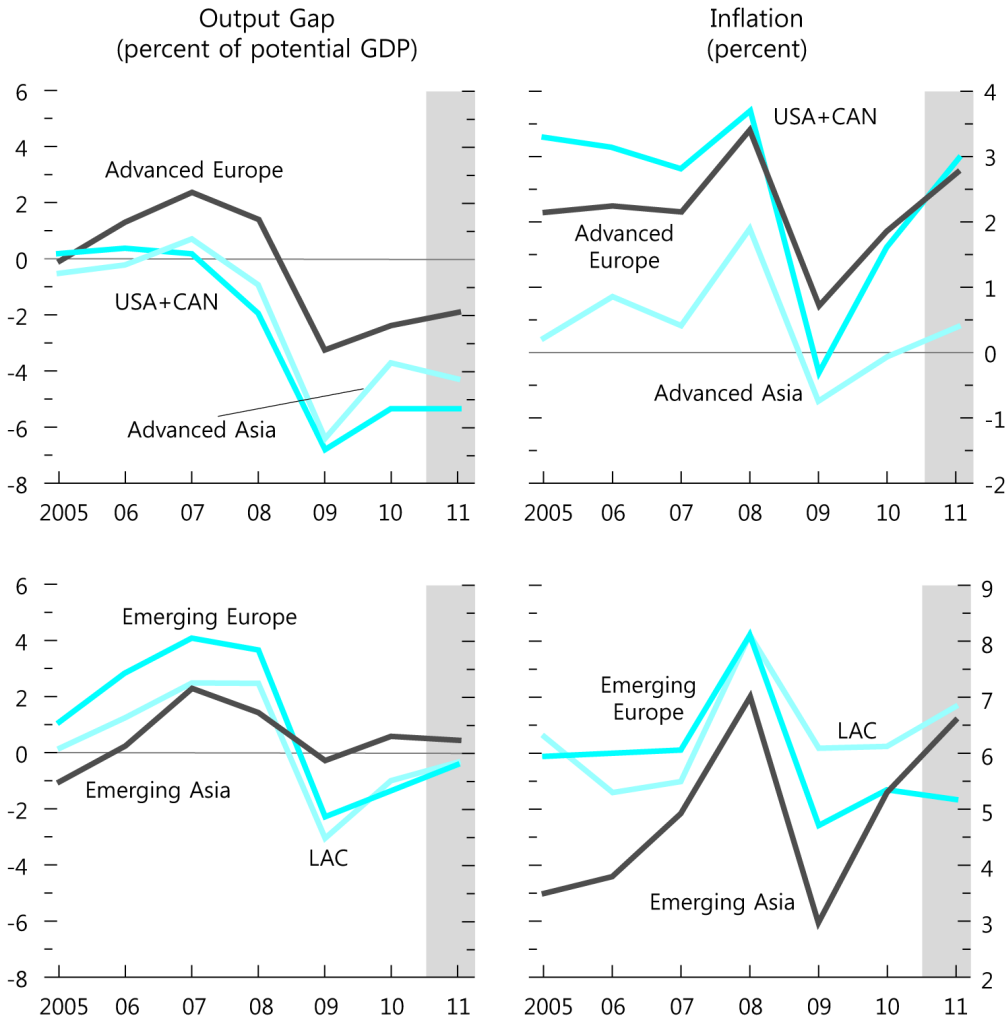 Output Gap
(percent of potential GDP)
Inflation
(percent)
6
4
2
0
-2
-4
-6
-8
Advanced Europe
USA+CAN
Advanced Asia
2005 06 07 08 09 10 11
4
3
2
1
0
-1
-2
USA+CAN
Advanced
Europe
Advanced Asia
2005 06 07 08 09 10 11
6
4
2
0
-2
-4
-6
-8
Emerging Europe
Emerging Asia
LAC
2005 06 07 08 09 10 11
9
8
7
6
5
4
3
2
Emerging
Europe
LAC
Emerging Asia
2005 06 07 08 09 10 11